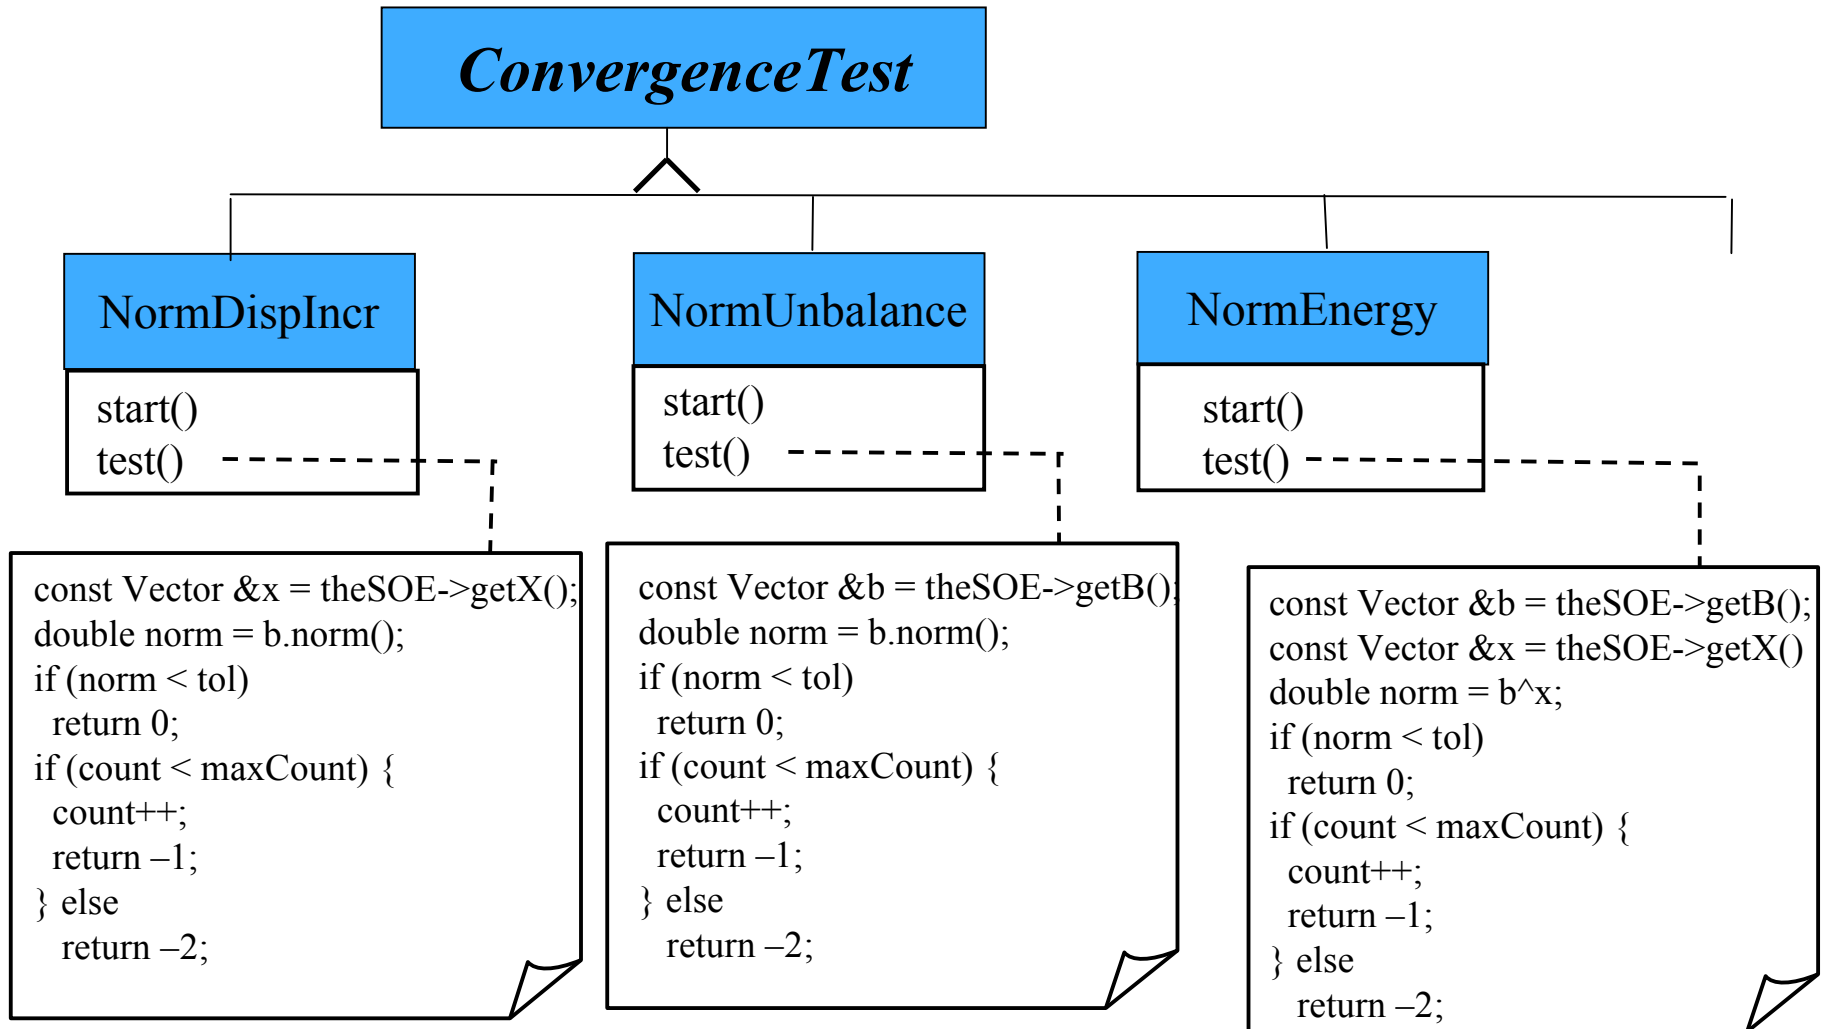 ConvergenceTest
NormDispIncr
start()
test()
NormUnbalance
start()
test()
NormEnergy
start()
test()
const Vector &x = theSOE->getX();
double norm = b.norm();
if (norm < tol)
return 0;
if (count < maxCount) {
count++;
return –1;
} else
return –2;
const Vector &b = theSOE->getB();
double norm = b.norm();
if (norm < tol)
return 0;
if (count < maxCount) {
count++;
return –1;
} else
return –2;
const Vector &b = theSOE->getB();
const Vector &x = theSOE->getX()
double norm = b^x;
if (norm < tol)
return 0;
if (count < maxCount) {
count++;
return –1;
} else
return –2;